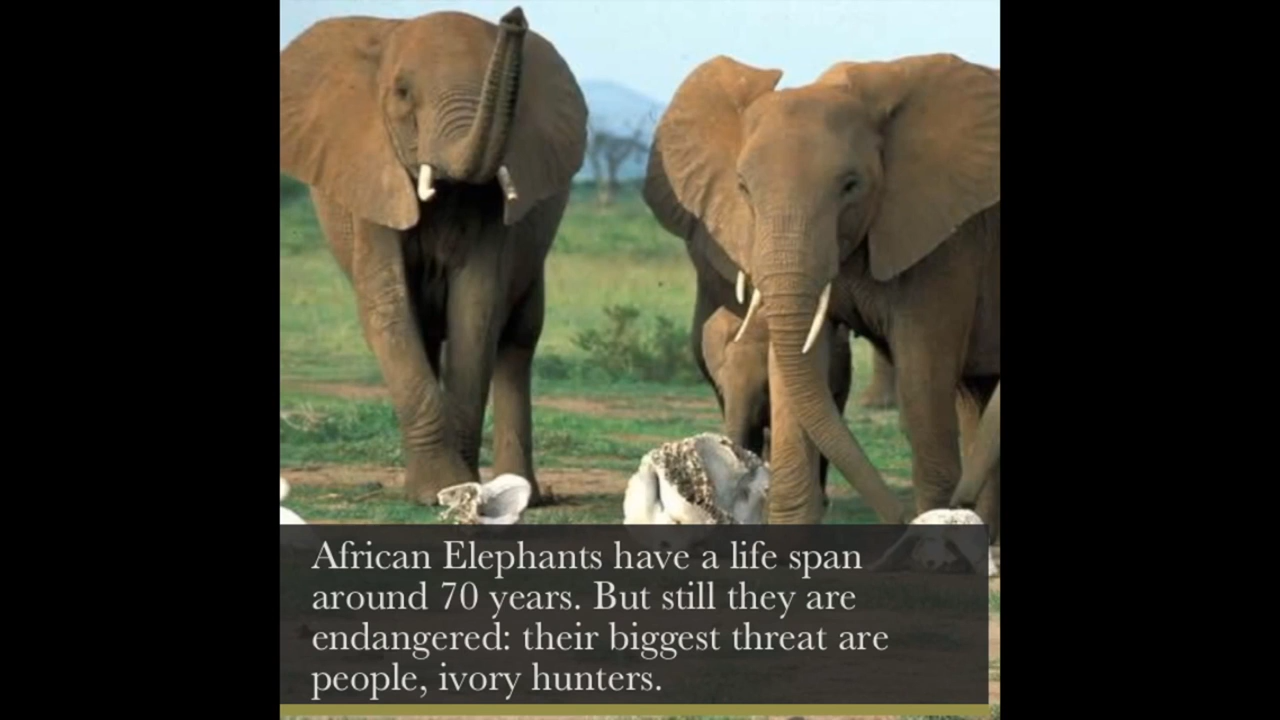 African Elephants have a life span
around 70 years. But still they are
endangered: their biggest threat are
people, ivory hunters.